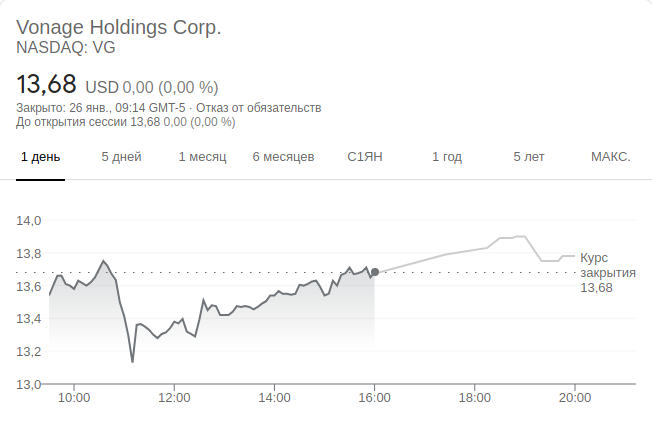 Vonage Holdings Corp.
NASDAQ: VG
13,68 USD 0,00 (0,00 %)
Закрыто: 26 янв., 09:14 GMT-5 · Отказ от обязательств
До открытия сессии 13,68 0,00 (0,00 %)
1 день 5 дней 1 месяц 6 месяцев С1ЯН 1 год 5 лет МАКС.
14,0
13,8
Курс
закрытия
13,68
13,6
13,4
13,2
13,0
10:00 12:00 14:00 16:00 18:00 20:00